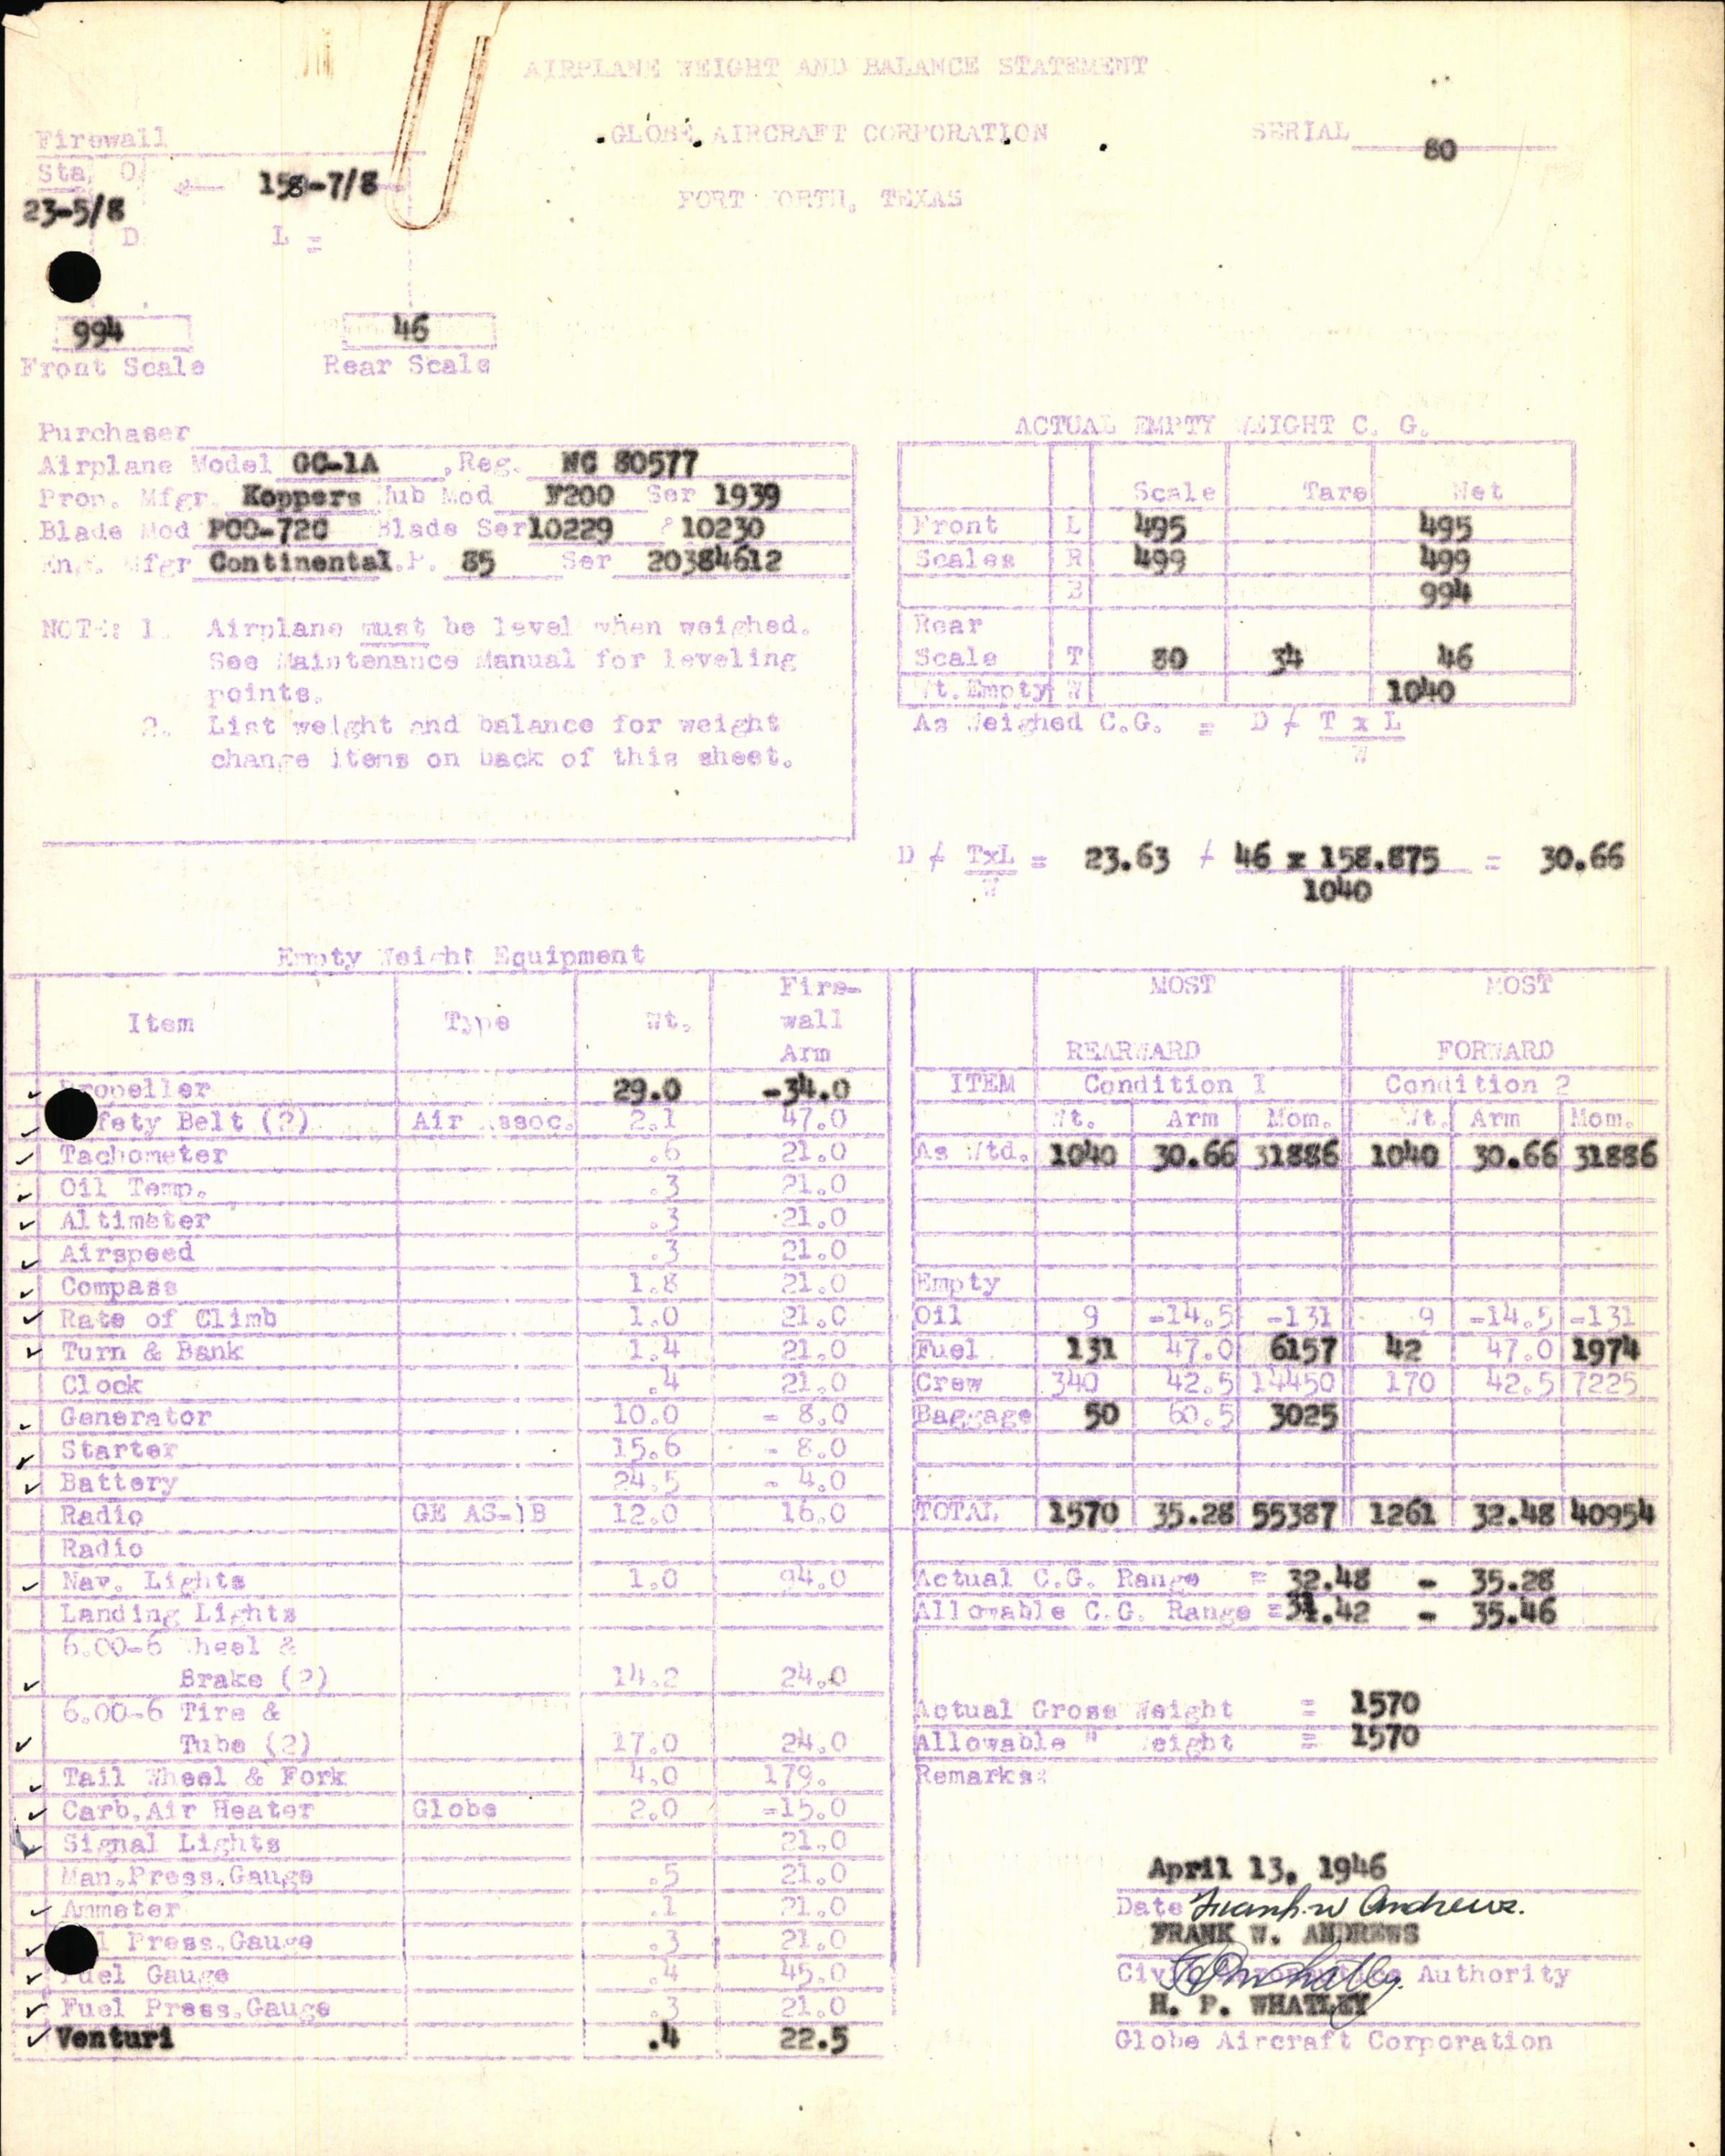 AIRPLANE WEIGHT AND BALANCE STATEMENT
GLOBE AIRCRAFT CORPORATION SERIAL 80
FORT WORTH, TEXAS
Firewall
Sta. 0 158-7/8
23-5/8
D L =
994 46
Front Scale Rear Scale
Purchaser
Airplane Model GC-1A , Reg. NC 80577
Prop. Mfgr. Koppers Hub Mod F200 Ser 1939
Blade Mod POO-72C Blade Ser 10229 & 10230
Eng. Mfgr Continental H.P. 85 Ser 20384612
NOTE: 1. Airplane must be level when weighed.
See Maintenance Manual for leveling
points.
2. List weight and balance for weight
change items on back of this sheet.
ACTUAL EMPTY WEIGHT C. G.
Scale Tare Net
Front L 495 495
Scales R 499 499
994
Rear
Scale T 80 34 46
Wt. Empty W 1040
As Weighed C.G. = D + T x L
W
D + TxL = 23.63 + 46 x 158.875 = 30.66
W 1040
Empty Weight Equipment
Item Type Wt. Fire-
wall
Arm
Propeller 29.0 -34.0
Safety Belt (2) Air Assoc. 2.1 47.0
Tachometer .6 21.0
Oil Temp. .3 21.0
Altimeter .3 21.0
Airspeed .3 21.0
Compass 1.8 21.0
Rate of Climb 1.0 21.0
Turn & Bank 1.4 21.0
Clock .4 21.0
Generator 10.0 - 8.0
Starter 15.6 - 8.0
Battery 24.5 - 4.0
Radio GE AS-1B 12.0 16.0
Radio
Nav. Lights 1.0 94.0
Landing Lights
6.00-6 Wheel &
Brake (2) 14.2 24.0
6.00-6 Tire &
Tube (2) 17.0 24.0
Tail Wheel & Fork 4.0 179.
Carb. Air Heater Globe 2.0 -15.0
Signal Lights 21.0
Man. Press. Gauge .5 21.0
Ammeter .1 21.0
Press. Gauge .3 21.0
Fuel Gauge .4 45.0
Fuel Press. Gauge .3 21.0
Venturi .4 22.5
MOST MOST
REARWARD FORWARD
ITEM Condition 1 Condition 2
Wt. Arm Mom. Wt. Arm Mom.
As Wtd. 1040 30.66 31886 1040 30.66 31886
Empty
Oil 9 -14.5 -131 9 -14.5 -131
Fuel 131 47.0 6157 42 47.0 1974
Crew 340 42.5 14450 170 42.5 7225
Baggage 50 60.5 3025
TOTAL 1570 35.28 55387 1261 32.48 40954
Actual C.G. Range = 32.48 - 35.28
Allowable C.G. Range = 31.42 - 35.46
Actual Gross Weight = 1570
Allowable " Weight = 1570
Remarks:
April 13, 1946
Date Frank W Andrews.
FRANK W. ANDREWS
Civil Aeronautics Authority
H. P. WHATLEY
Globe Aircraft Corporation